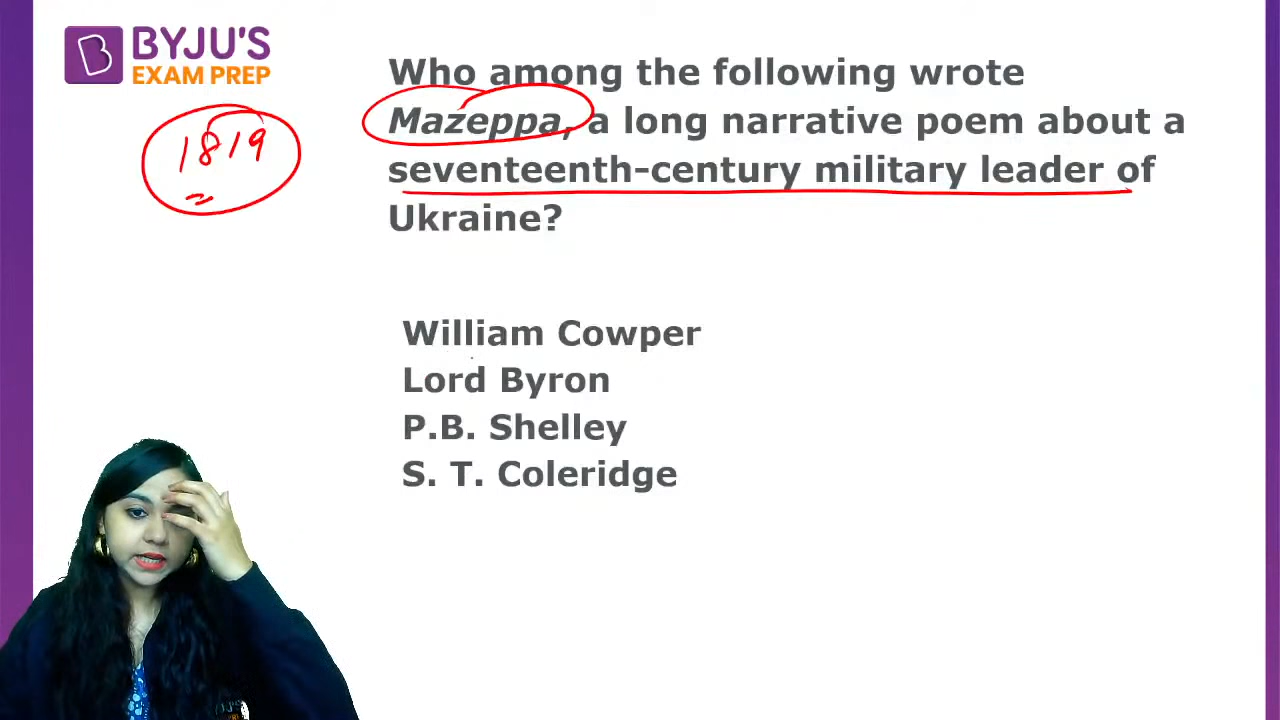 BYJU'S
EXAM PREP
1819
Who among the following wrote
Mazeppa, a long narrative poem about a
seventeenth-century military leader of
Ukraine?
William Cowper
Lord Byron
P.B. Shelley
S. T. Coleridge
BYJU'S